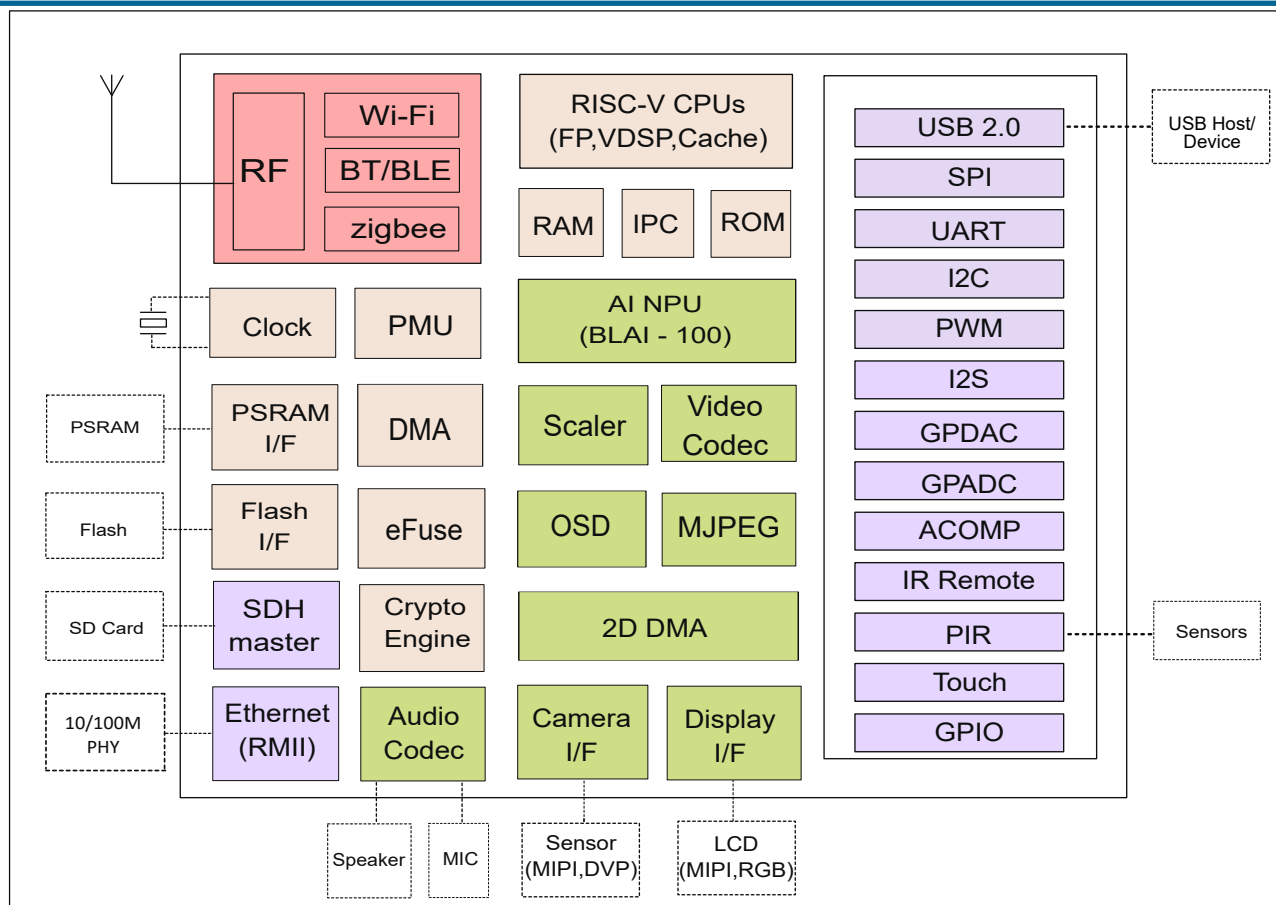 RF
Wi-Fi
BT/BLE
zigbee
RISC-V CPUs
(FP,VDSP,Cache)
RAM
IPC
ROM
Clock
PMU
AI NPU
(BLAI - 100)
PSRAM
PSRAM
I/F
DMA
Scaler
Video
Codec
Flash
Flash
I/F
eFuse
OSD
MJPEG
SD Card
SDH
master
Crypto
Engine
2D DMA
10/100M
PHY
Ethernet
(RMII)
Audio
Codec
Camera
I/F
Display
I/F
Speaker
MIC
Sensor
(MIPI,DVP)
LCD
(MIPI,RGB)
USB 2.0
SPI
UART
I2C
PWM
I2S
GPDAC
GPADC
ACOMP
IR Remote
PIR
Touch
GPIO
USB Host/
Device
Sensors